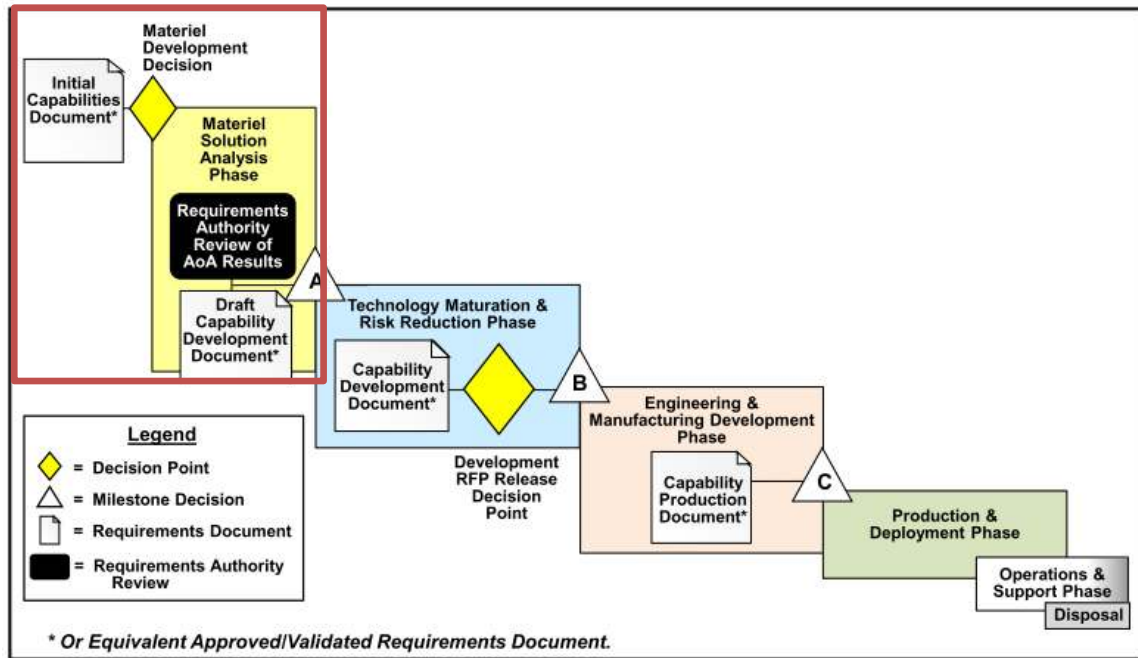 Materiel
Development
Decision
Initial
Capabilities
Document*
Materiel
Solution
Analysis
Phase
Requirements
Authority
Review of
AoA Results
A
Draft
Capability
Development
Document*
Technology Maturation &
Risk Reduction Phase
Capability
Development
Document*
B
Development
RFP Release
Decision
Point
Engineering &
Manufacturing Development
Phase
Capability
Production
Document*
C
Production &
Deployment Phase
Operations &
Support Phase
Disposal
Legend
= Decision Point
= Milestone Decision
= Requirements Document
= Requirements Authority
Review
* Or Equivalent Approved/Validated Requirements Document.